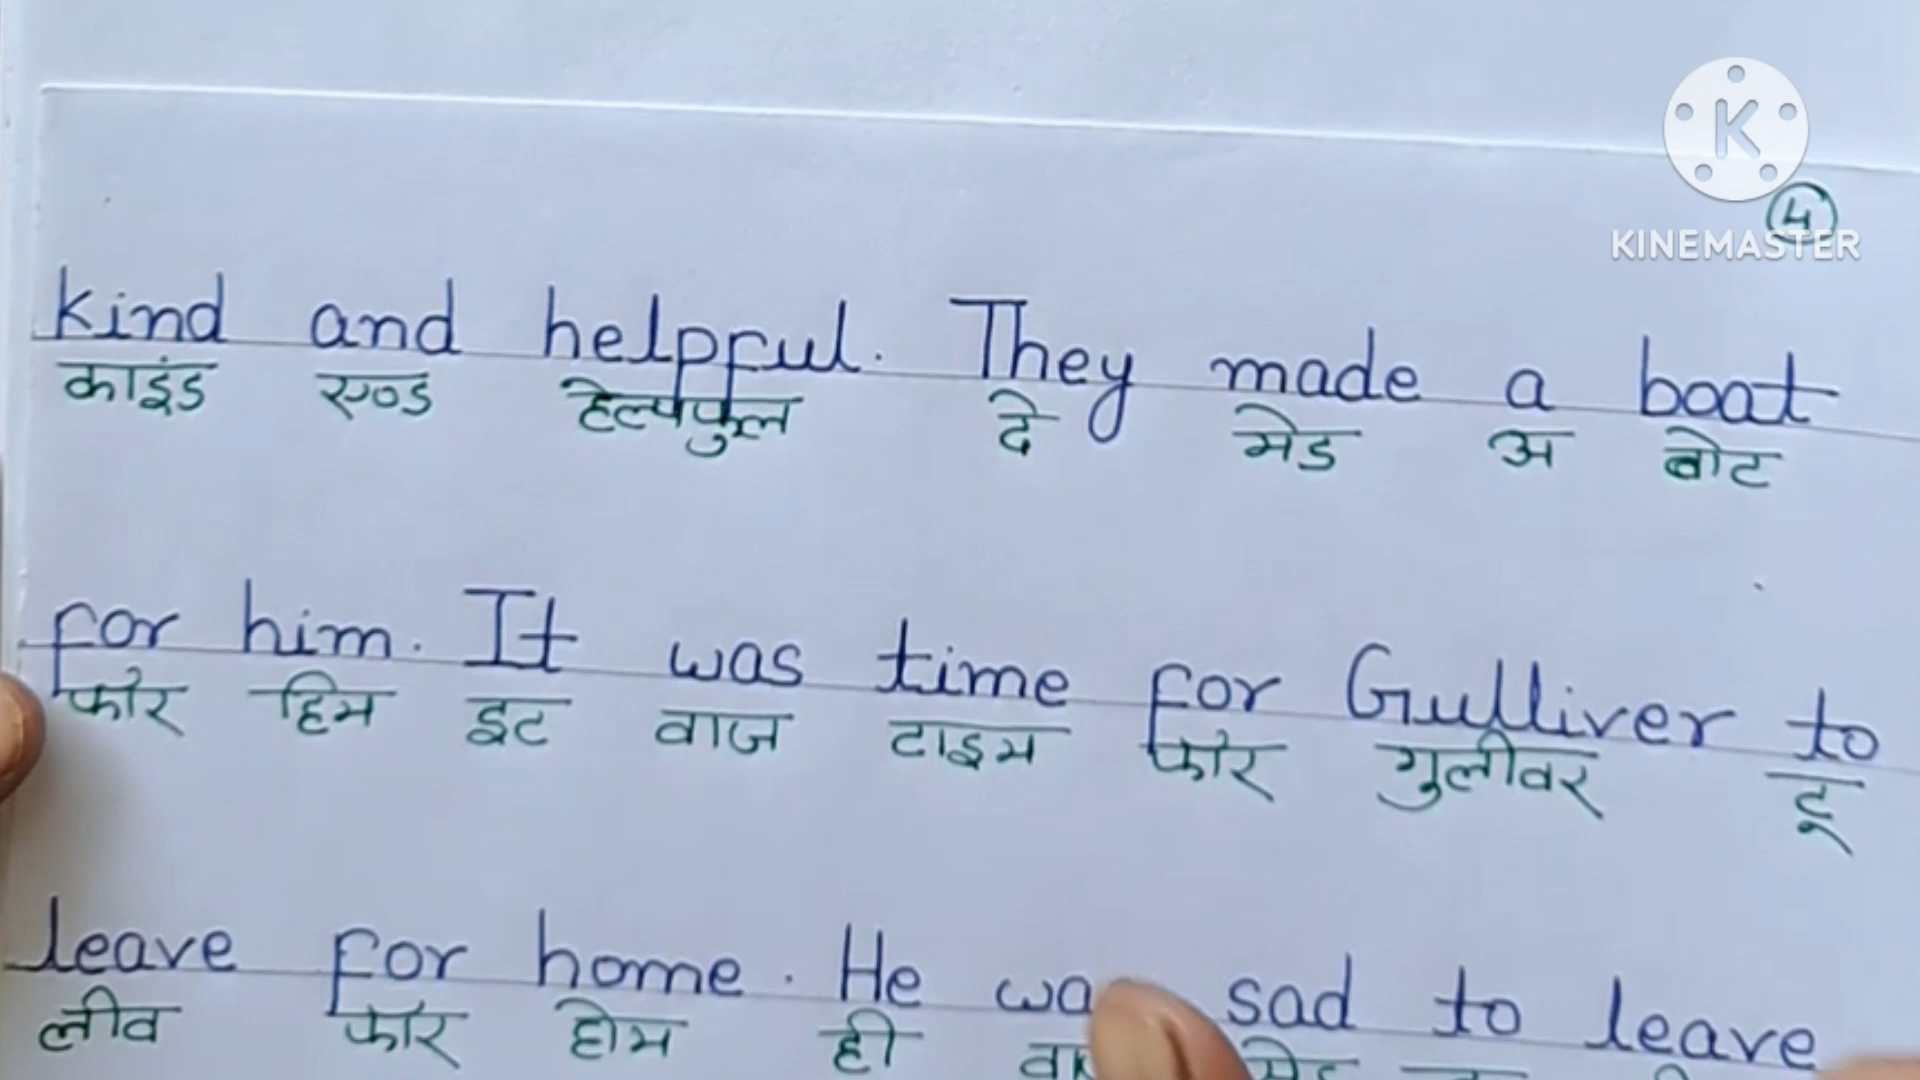 K
4
KINEMASTER
kind and helpful. They made a boat
काइंड एण्ड हेल्पफुल दे मेड अ बोट
for him. It was time for Gulliver to
फोर हिम इट वाज टाइम फोर गुलीवर टू
leave for home. He was sad to leave
लीव फोर होम ही